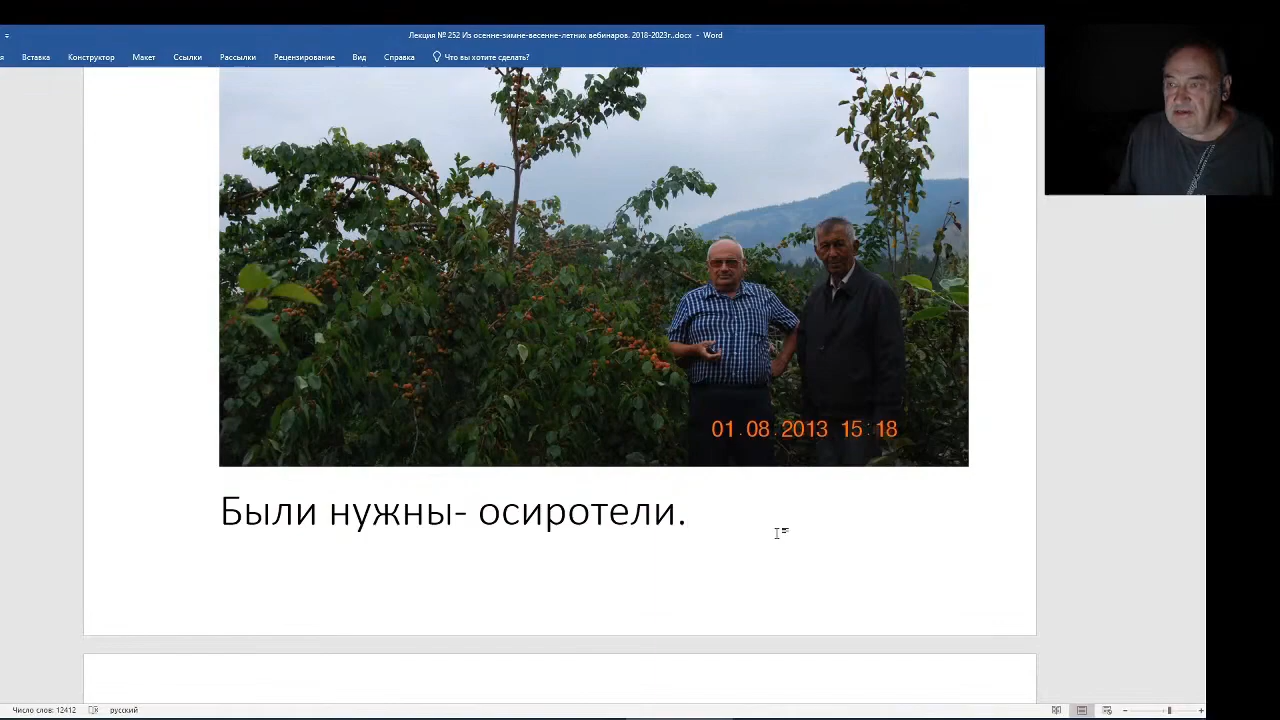 Лекция № 252 Из осенне-зимне-весенне-летних вебинаров. 2018-2023г..docx - Word
Вставка Конструктор Макет Ссылки Рассылки Рецензирование Вид Справка Что вы хотите сделать?
01.08.2013 15:18
Были нужны- осиротели.
Число слов: 12412 русский